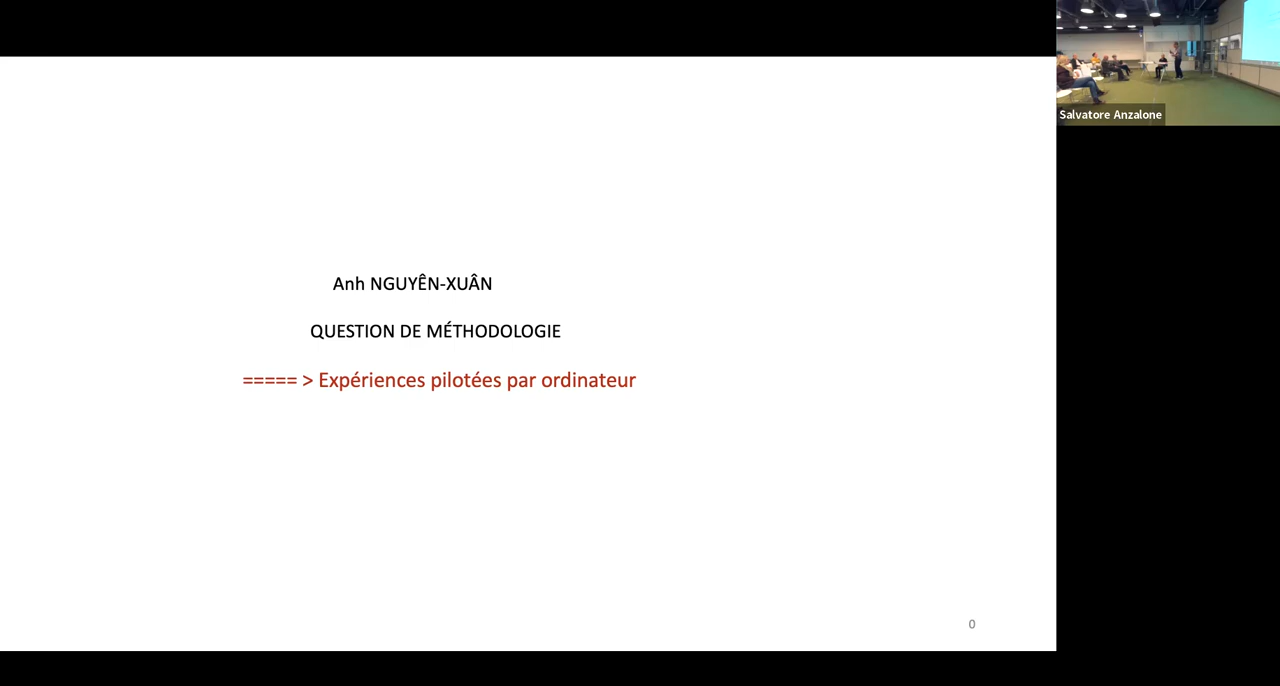 Anh NGUYÊN-XUÂN
QUESTION DE MÉTHODOLOGIE
===== > Expériences pilotées par ordinateur
0
Salvatore Anzalone